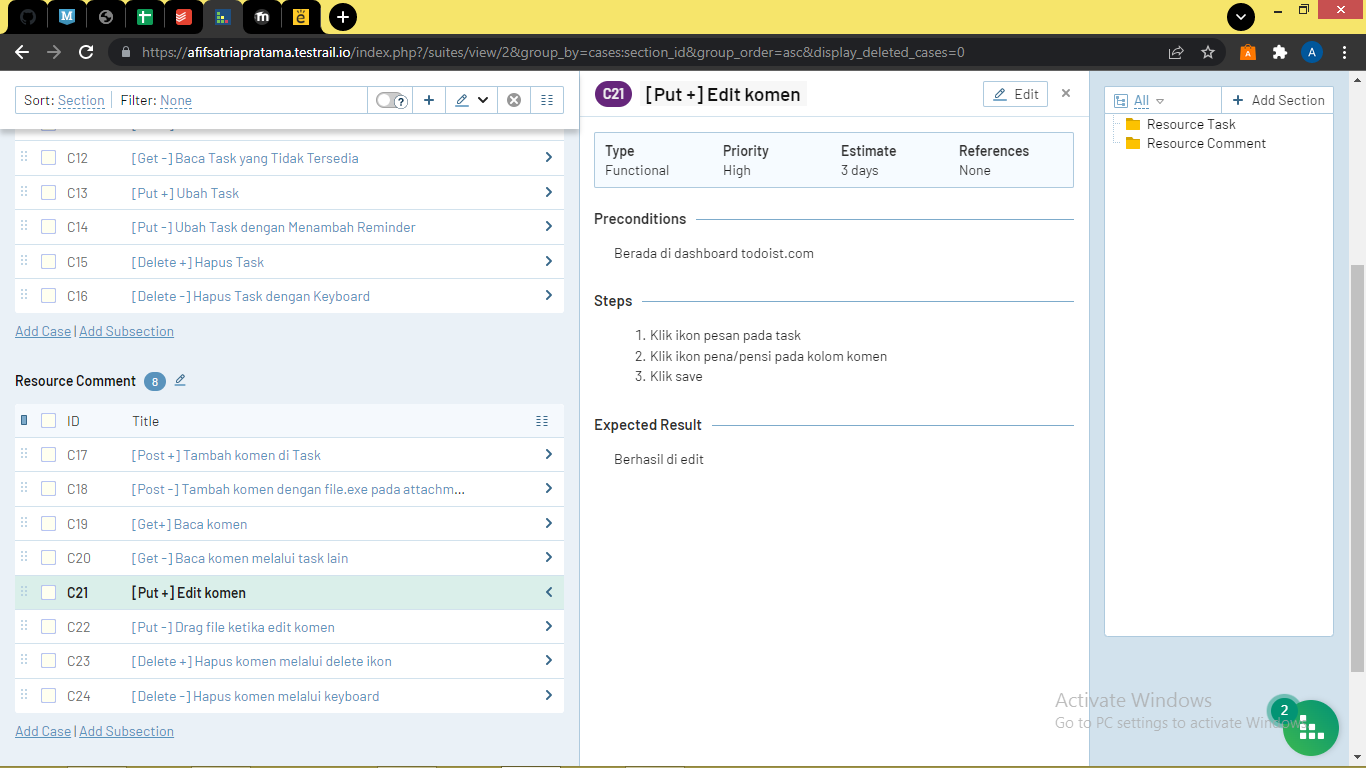 https://afifsatriapratama.testrail.io/index.php?/suites/view/2&group_by=cases:section_id&group_order=asc&display_deleted_cases=0
A
A
Sort: Section
Filter: None
?
C12 [Get -] Baca Task yang Tidak Tersedia
C13 [Put +] Ubah Task
C14 [Put -] Ubah Task dengan Menambah Reminder
C15 [Delete +] Hapus Task
C16 [Delete -] Hapus Task dengan Keyboard
Add Case | Add Subsection
Resource Comment 8
ID Title
C17 [Post +] Tambah komen di Task
C18 [Post -] Tambah komen dengan file.exe pada attachm...
C19 [Get+] Baca komen
C20 [Get -] Baca komen melalui task lain
C21 [Put +] Edit komen
C22 [Put -] Drag file ketika edit komen
C23 [Delete +] Hapus komen melalui delete ikon
C24 [Delete -] Hapus komen melalui keyboard
Add Case | Add Subsection
C21 [Put +] Edit komen
Edit
Type Priority Estimate References
Functional High 3 days None
Preconditions
Berada di dashboard todoist.com
Steps
1. Klik ikon pesan pada task
2. Klik ikon pena/pensi pada kolom komen
3. Klik save
Expected Result
Berhasil di edit
All
+ Add Section
Resource Task
Resource Comment
Activate Windows
Go to PC settings to activate Windows.
2